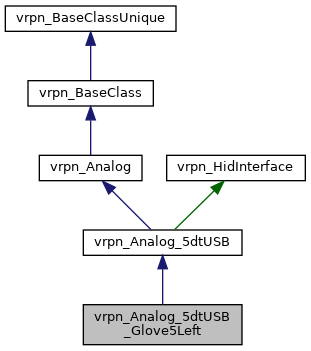 vrpn_BaseClassUnique
vrpn_BaseClass
vrpn_Analog
vrpn_HidInterface
vrpn_Analog_5dtUSB
vrpn_Analog_5dtUSB
_Glove5Left